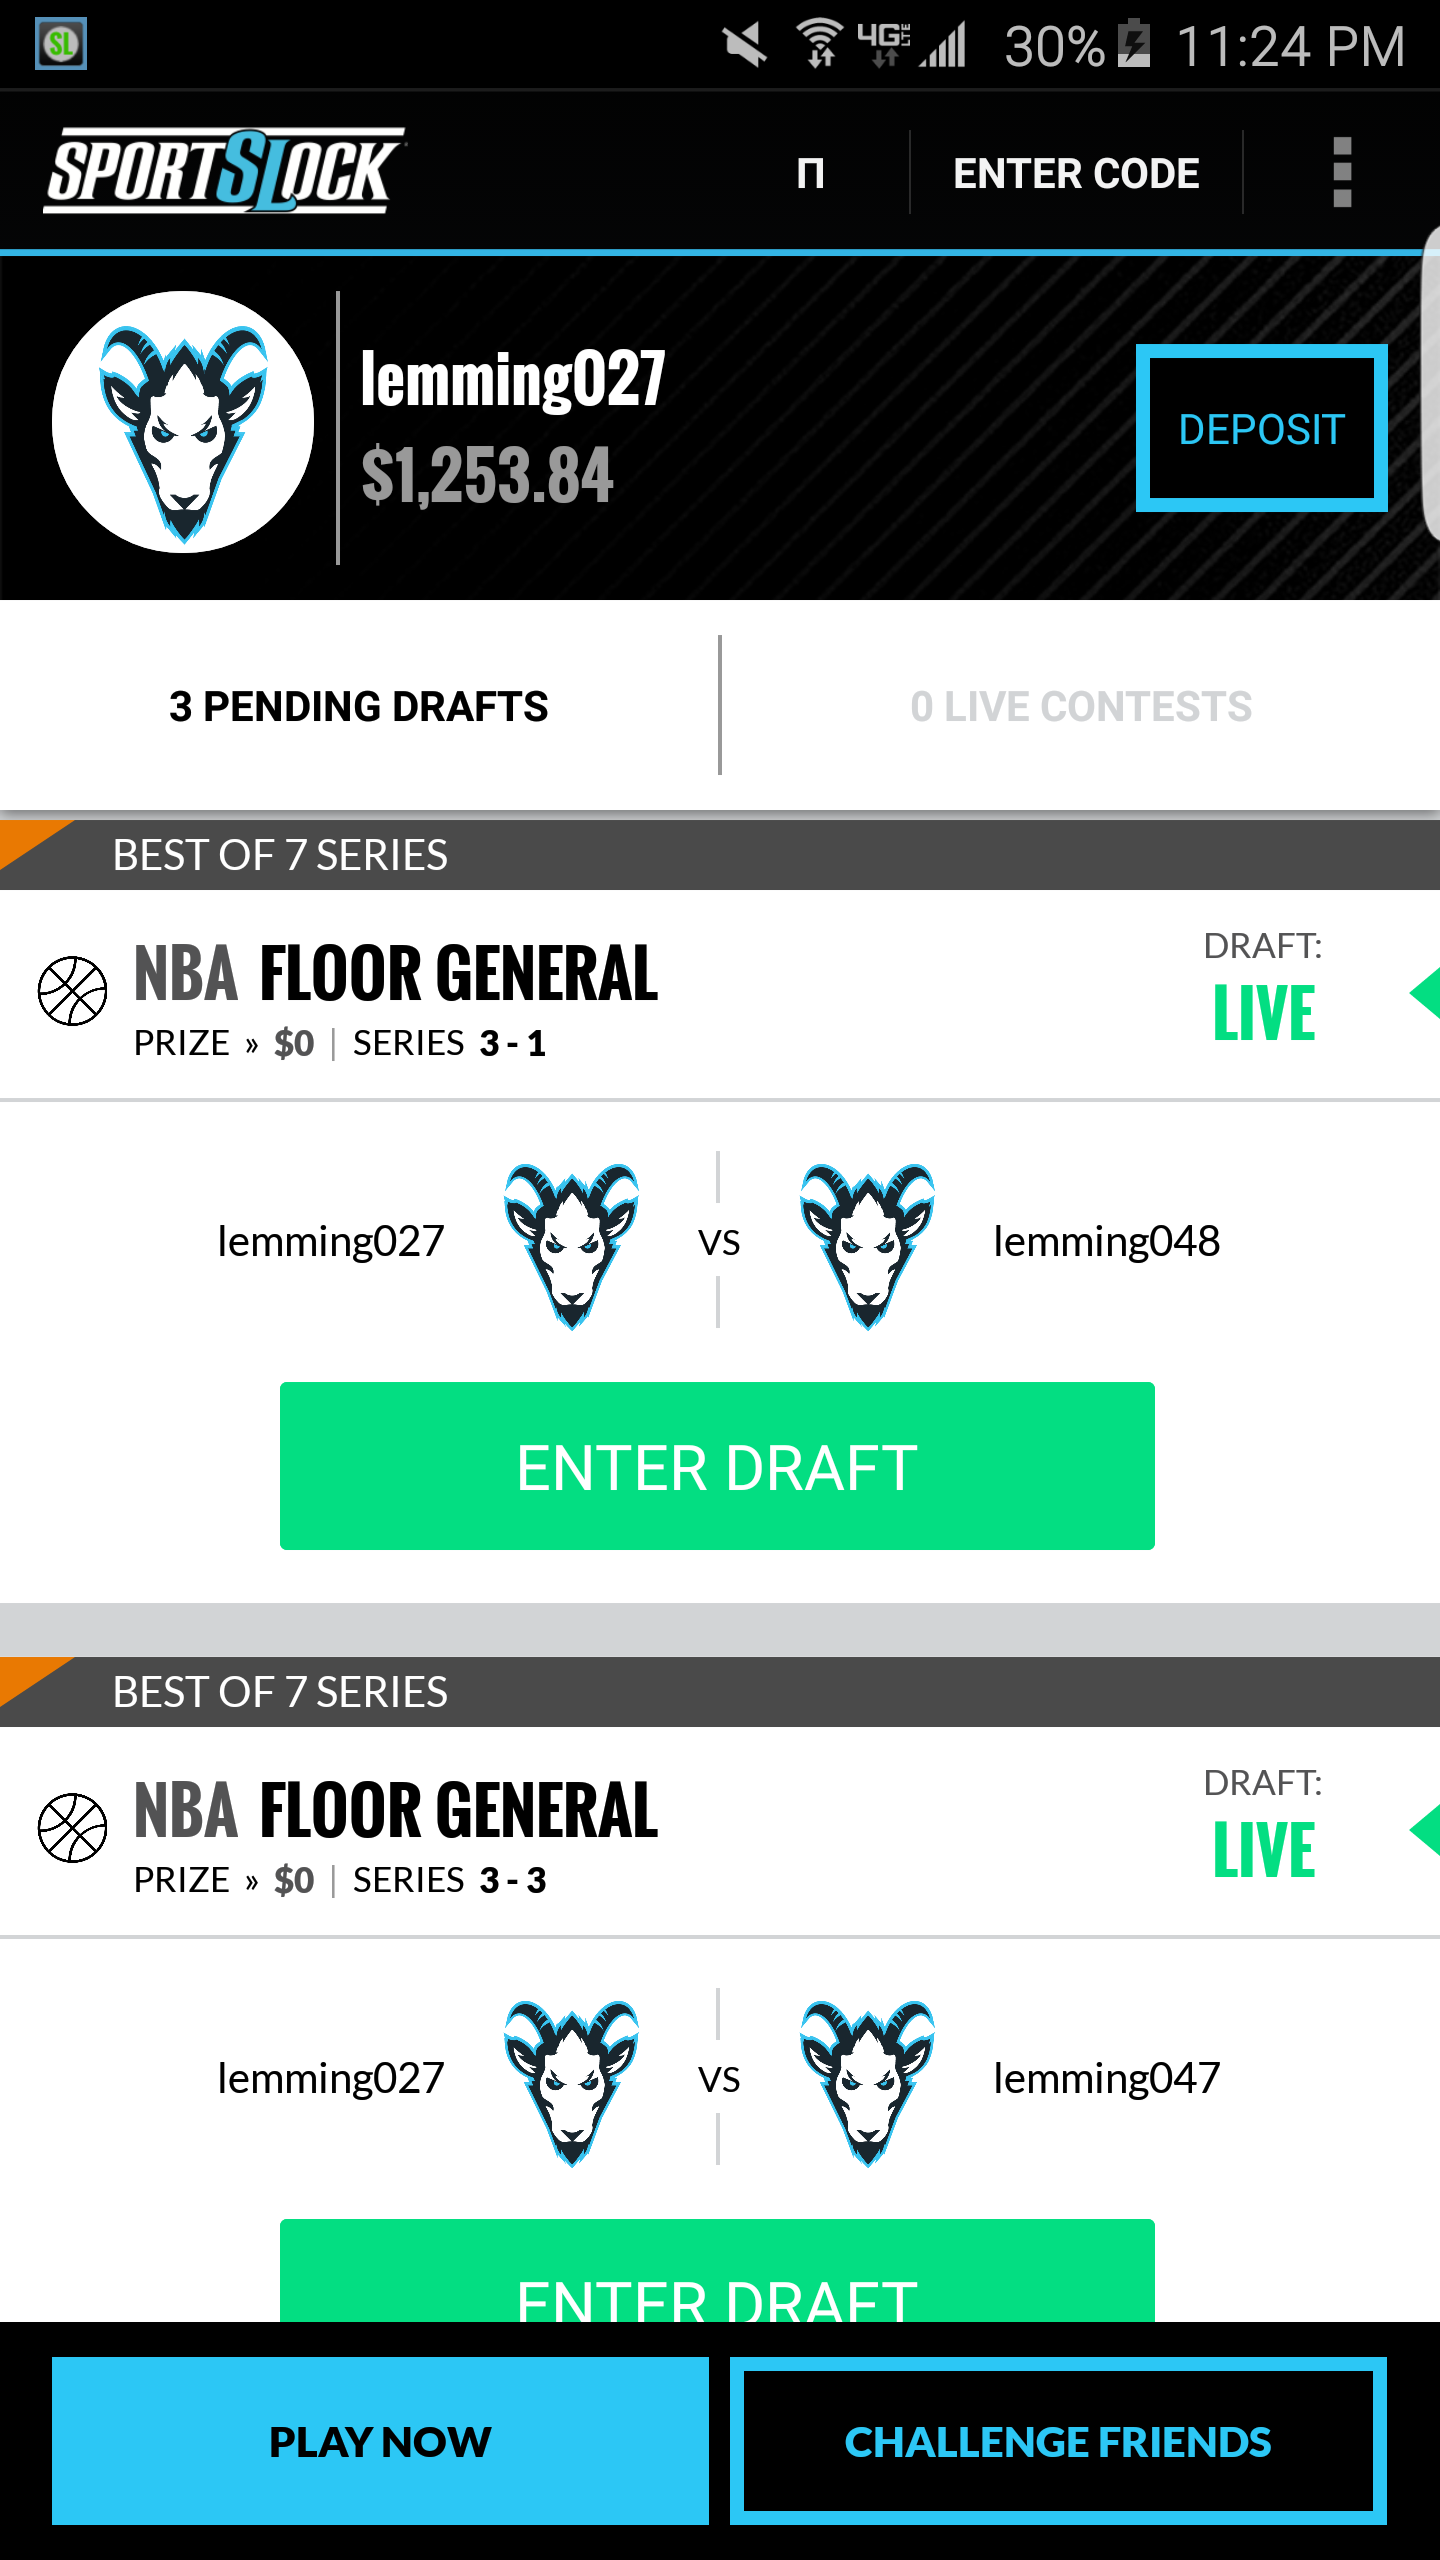 SL
4G LTE 30% 11:24 PM
SPORTSLOCK П ENTER CODE
lemming027
$1,253.84
DEPOSIT
3 PENDING DRAFTS
0 LIVE CONTESTS
BEST OF 7 SERIES
NBA FLOOR GENERAL
PRIZE » $0 | SERIES 3 - 1
DRAFT:
LIVE
lemming027 VS lemming048
ENTER DRAFT
BEST OF 7 SERIES
NBA FLOOR GENERAL
PRIZE » $0 | SERIES 3 - 3
DRAFT:
LIVE
lemming027 VS lemming047
ENTER DRAFT
PLAY NOW
CHALLENGE FRIENDS